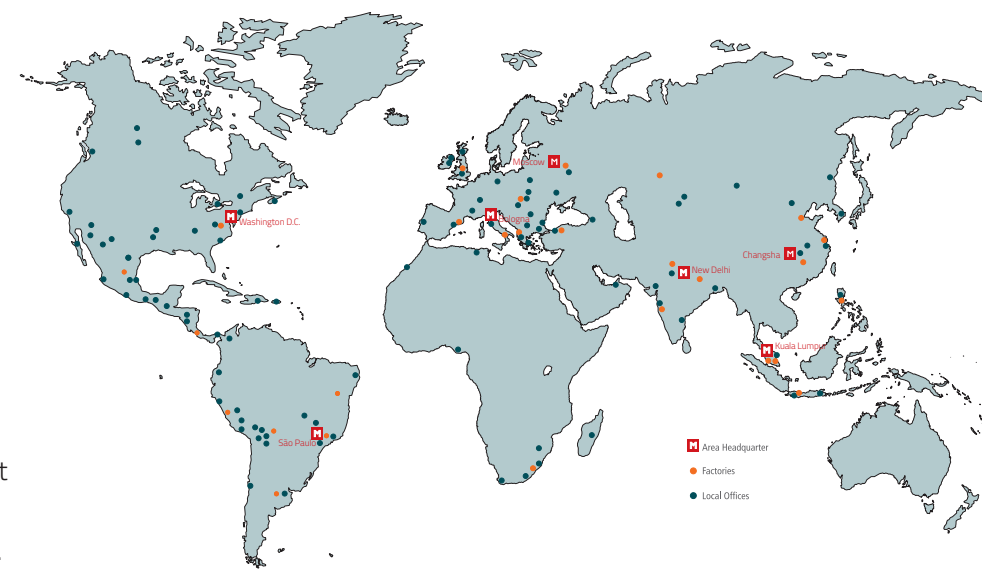 Moscow
Washington D.C.
Bologna
Changsha
New Delhi
Kuala Lumpur
São Paulo
Area Headquarter
Factories
Local Offices
t